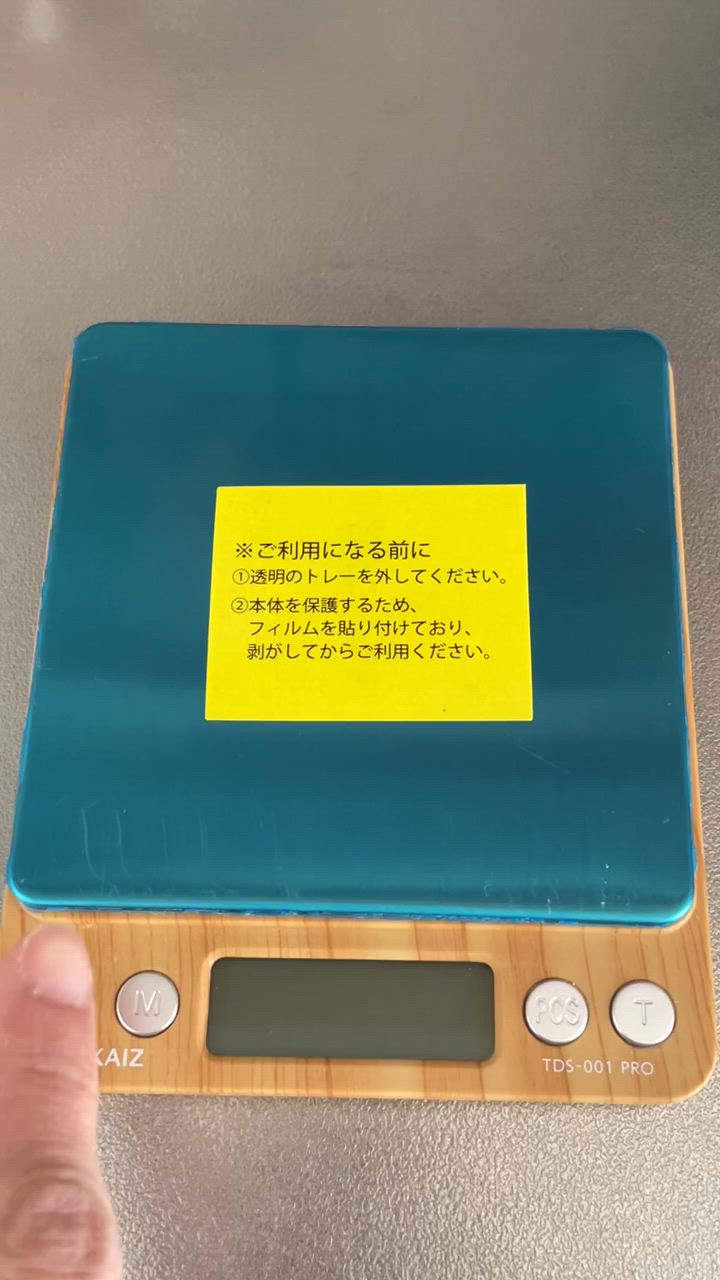 ※ご利用になる前に
①透明のトレーを外してください。
②本体を保護するため、
フィルムを貼り付けており、
剥がしてからご利用ください。
M
PCS
T
KAIZ
TDS-001 PRO